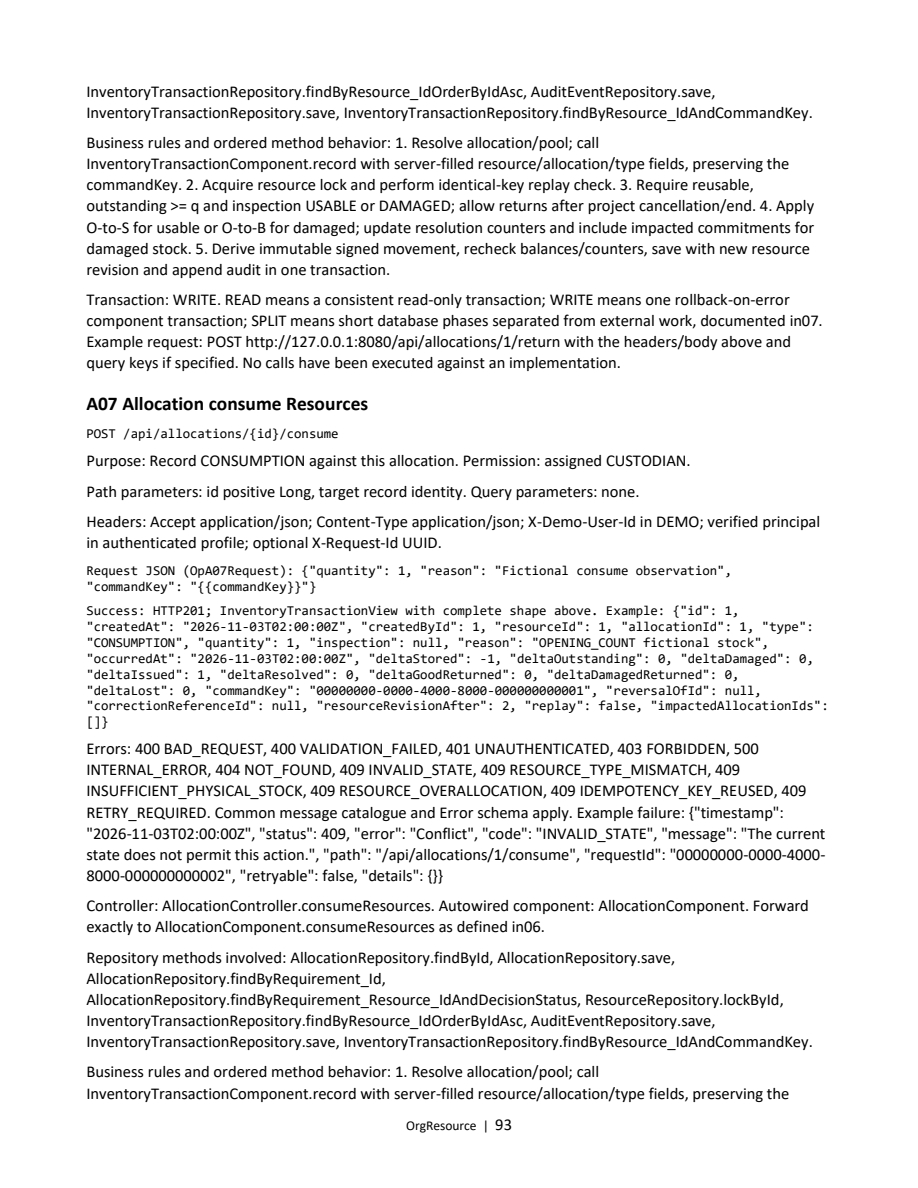 InventoryTransactionRepository.findByResource_IdOrderByIdAsc, AuditEventRepository.save,
InventoryTransactionRepository.save, InventoryTransactionRepository.findByResource_IdAndCommandKey.
Business rules and ordered method behavior: 1. Resolve allocation/pool; call
InventoryTransactionComponent.record with server-filled resource/allocation/type fields, preserving the
commandKey. 2. Acquire resource lock and perform identical-key replay check. 3. Require reusable,
outstanding >= q and inspection USABLE or DAMAGED; allow returns after project cancellation/end. 4. Apply
O-to-S for usable or O-to-B for damaged; update resolution counters and include impacted commitments for
damaged stock. 5. Derive immutable signed movement, recheck balances/counters, save with new resource
revision and append audit in one transaction.
Transaction: WRITE. READ means a consistent read-only transaction; WRITE means one rollback-on-error
component transaction; SPLIT means short database phases separated from external work, documented in07.
Example request: POST http://127.0.0.1:8080/api/allocations/1/return with the headers/body above and
query keys if specified. No calls have been executed against an implementation.
A07 Allocation consume Resources
POST /api/allocations/{id}/consume
Purpose: Record CONSUMPTION against this allocation. Permission: assigned CUSTODIAN.
Path parameters: id positive Long, target record identity. Query parameters: none.
Headers: Accept application/json; Content-Type application/json; X-Demo-User-Id in DEMO; verified principal
in authenticated profile; optional X-Request-Id UUID.
Request JSON (OpA07Request): {"quantity": 1, "reason": "Fictional consume observation",
"commandKey": "{{commandKey}}"}
Success: HTTP201; InventoryTransactionView with complete shape above. Example: {"id": 1,
"createdAt": "2026-11-03T02:00:00Z", "createdById": 1, "resourceId": 1, "allocationId": 1, "type":
"CONSUMPTION", "quantity": 1, "inspection": null, "reason": "OPENING_COUNT fictional stock",
"occurredAt": "2026-11-03T02:00:00Z", "deltaStored": -1, "deltaOutstanding": 0, "deltaDamaged": 0,
"deltaIssued": 1, "deltaResolved": 0, "deltaGoodReturned": 0, "deltaDamagedReturned": 0,
"deltaLost": 0, "commandKey": "00000000-0000-4000-8000-000000000001", "reversalOfId": null,
"correctionReferenceId": null, "resourceRevisionAfter": 2, "replay": false, "impactedAllocationIds":
[]}
Errors: 400 BAD_REQUEST, 400 VALIDATION_FAILED, 401 UNAUTHENTICATED, 403 FORBIDDEN, 500
INTERNAL_ERROR, 404 NOT_FOUND, 409 INVALID_STATE, 409 RESOURCE_TYPE_MISMATCH, 409
INSUFFICIENT_PHYSICAL_STOCK, 409 RESOURCE_OVERALLOCATION, 409 IDEMPOTENCY_KEY_REUSED, 409
RETRY_REQUIRED. Common message catalogue and Error schema apply. Example failure: {"timestamp":
"2026-11-03T02:00:00Z", "status": 409, "error": "Conflict", "code": "INVALID_STATE", "message": "The current
state does not permit this action.", "path": "/api/allocations/1/consume", "requestId": "00000000-0000-4000-
8000-000000000002", "retryable": false, "details": {}}
Controller: AllocationController.consumeResources. Autowired component: AllocationComponent. Forward
exactly to AllocationComponent.consumeResources as defined in06.
Repository methods involved: AllocationRepository.findById, AllocationRepository.save,
AllocationRepository.findByRequirement_Id,
AllocationRepository.findByRequirement_Resource_IdAndDecisionStatus, ResourceRepository.lockById,
InventoryTransactionRepository.findByResource_IdOrderByIdAsc, AuditEventRepository.save,
InventoryTransactionRepository.save, InventoryTransactionRepository.findByResource_IdAndCommandKey.
Business rules and ordered method behavior: 1. Resolve allocation/pool; call
InventoryTransactionComponent.record with server-filled resource/allocation/type fields, preserving the
OrgResource | 93